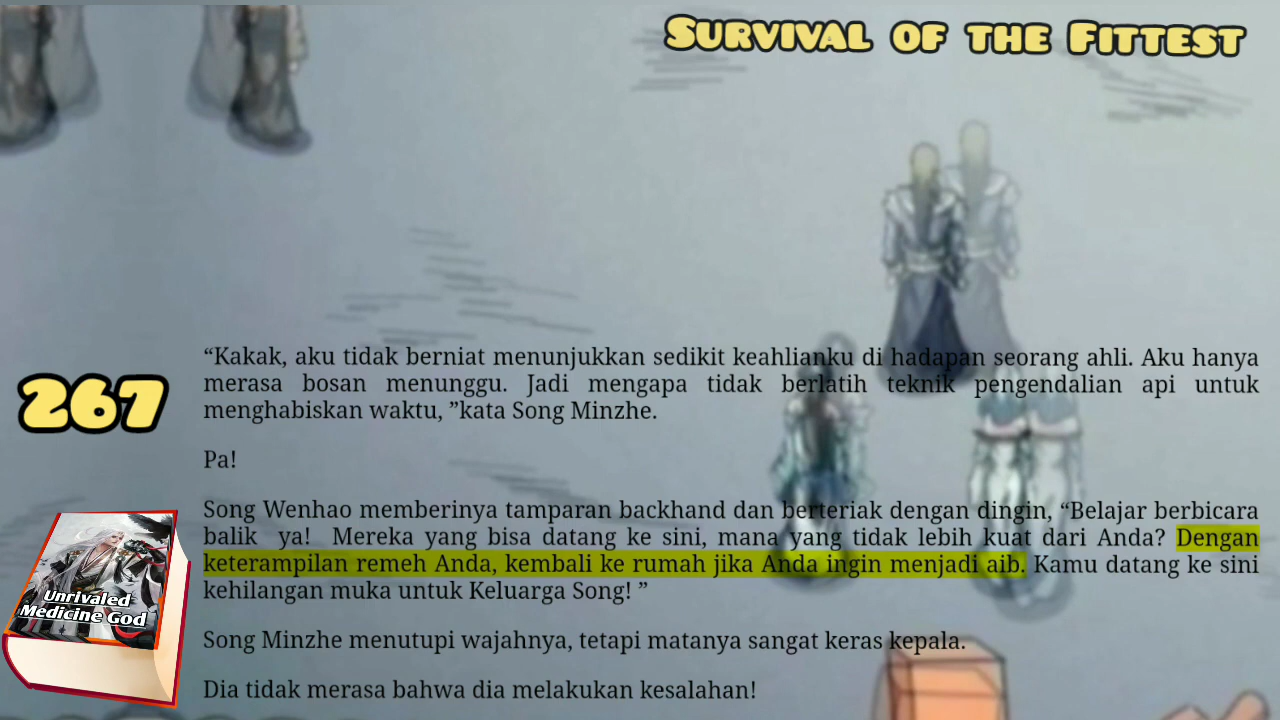 Survival of the Fittest
“Kakak, aku tidak berniat menunjukkan sedikit keahlianku di hadapan seorang ahli. Aku hanya
merasa bosan menunggu. Jadi mengapa tidak berlatih teknik pengendalian api untuk
menghabiskan waktu, ”kata Song Minzhe.
267
Pa!
Song Wenhao memberinya tamparan backhand dan berteriak dengan dingin, “Belajar berbicara
balik ya! Mereka yang bisa datang ke sini, mana yang tidak lebih kuat dari Anda? Dengan
keterampilan remeh Anda, kembali ke rumah jika Anda ingin menjadi aib. Kamu datang ke sini
kehilangan muka untuk Keluarga Song! ”
Unrivaled
Medicine God
Song Minzhe menutupi wajahnya, tetapi matanya sangat keras kepala.
Dia tidak merasa bahwa dia melakukan kesalahan!